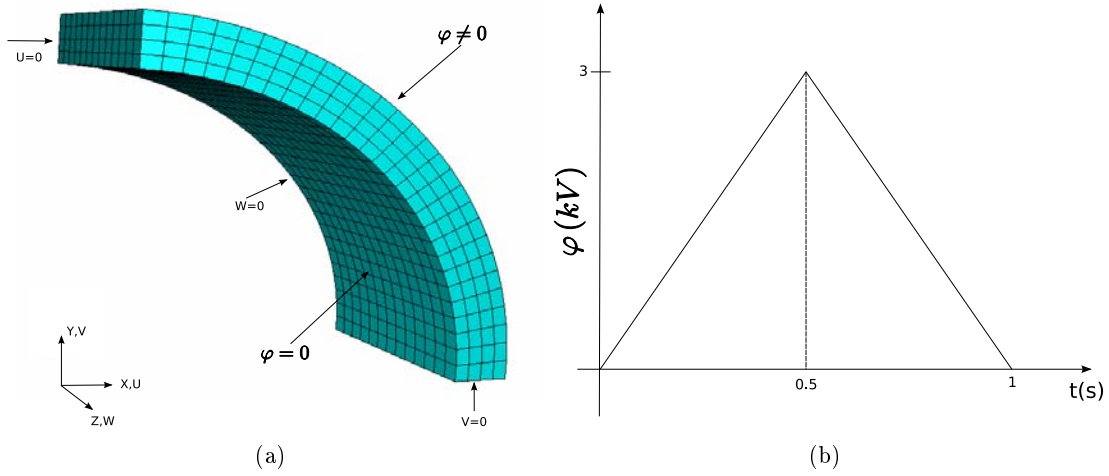 U=0
φ ≠ 0
W=0
φ = 0
Y,V
X,U
Z,W
V=0
(a)
3
φ (kV)
0.5
1
t(s)
(b)